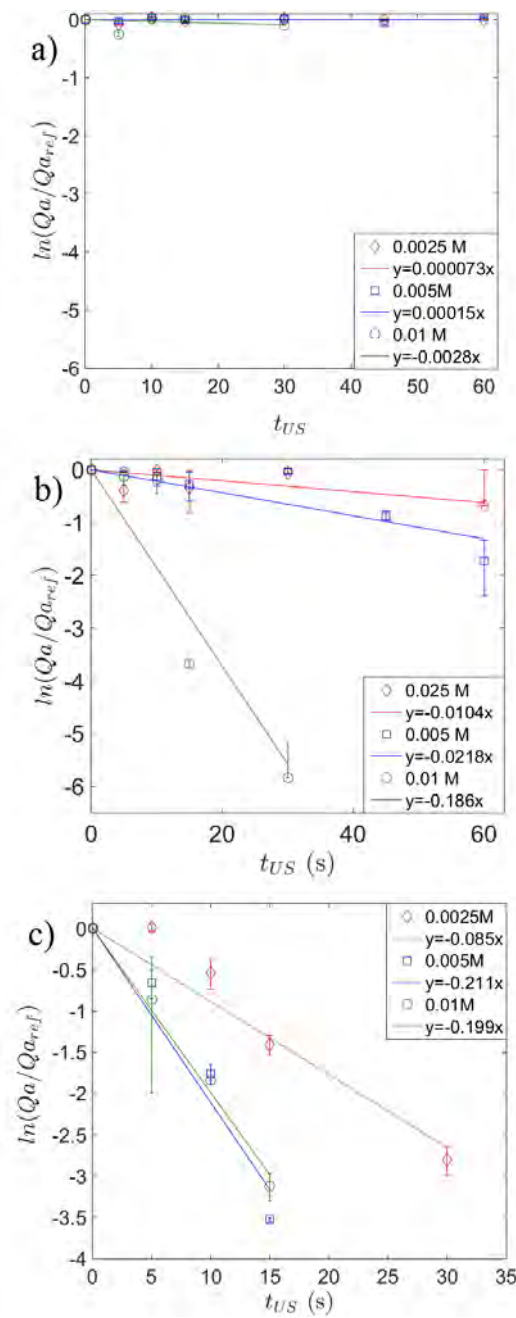 a)
0
-1
-2
-3
-4
-5
-6
ln(Qa/Qa_ref)
0.0025 M
y=0.000073x
0.005M
y=0.00015x
0.01 M
y=-0.0028x
0 10 20 30 40 50 60
t_US
b)
0
-1
-2
-3
-4
-5
-6
ln(Qa/Qa_ref)
0.025 M
y=-0.0104x
0.005 M
y=-0.0218x
0.01 M
y=-0.186x
0 20 40 60
t_US (s)
c)
0
-0.5
-1
-1.5
-2
-2.5
-3
-3.5
-4
ln(Qa/Qa_ref)
0.0025M
y=-0.085x
0.005M
y=-0.211x
0.01M
y=-0.199x
0 5 10 15 20 25 30 35
t_US (s)